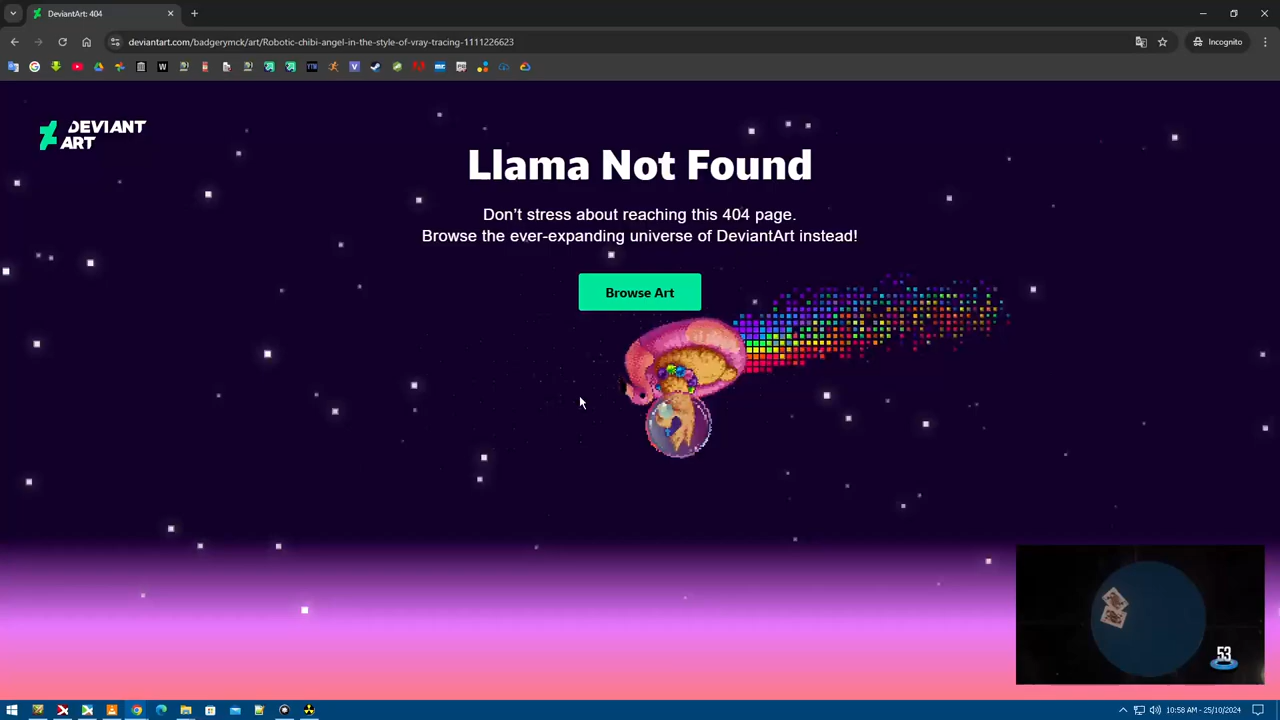 DeviantArt: 404
deviantart.com/badgerymck/art/Robotic-chibi-angel-in-the-style-of-vray-tracing-1111226623
Incognito
DEVIANT
ART
Llama Not Found
Don't stress about reaching this 404 page.
Browse the ever-expanding universe of DeviantArt instead!
Browse Art
53
10:58 AM - 25/10/2024